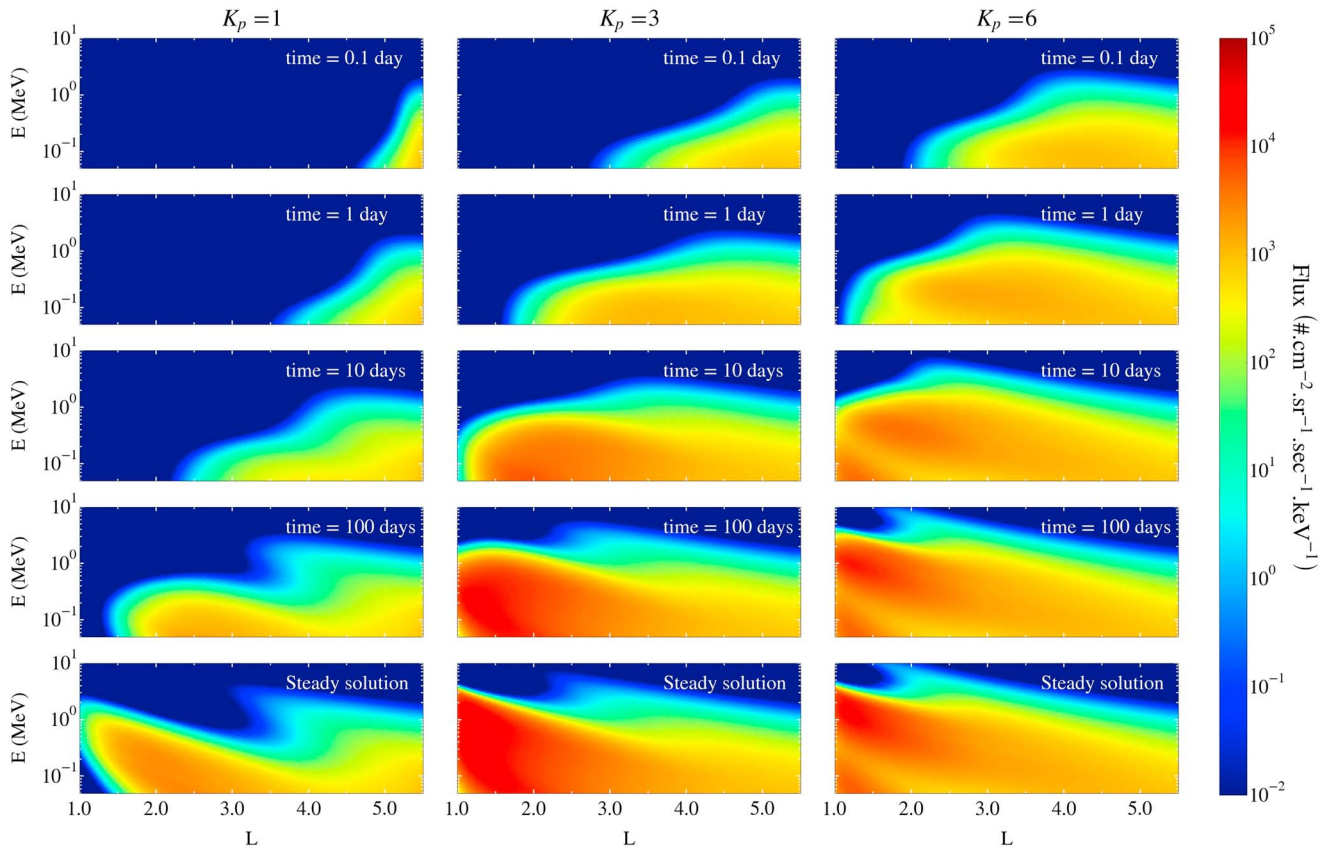 K_p = 1 K_p = 3 K_p = 6
10^1 10^0 10^-1 E (MeV) time = 0.1 day time = 0.1 day time = 0.1 day
10^1 10^0 10^-1 E (MeV) time = 1 day time = 1 day time = 1 day
10^1 10^0 10^-1 E (MeV) time = 10 days time = 10 days time = 10 days
10^1 10^0 10^-1 E (MeV) time = 100 days time = 100 days time = 100 days
10^1 10^0 10^-1 E (MeV) Steady solution Steady solution Steady solution
1.0 2.0 3.0 4.0 5.0 1.0 2.0 3.0 4.0 5.0 1.0 2.0 3.0 4.0 5.0
L L L
10^5
10^4
10^3
10^2
10^1
10^0
10^-1
10^-2
Flux (#.cm^-2.sr^-1.sec^-1.keV^-1)